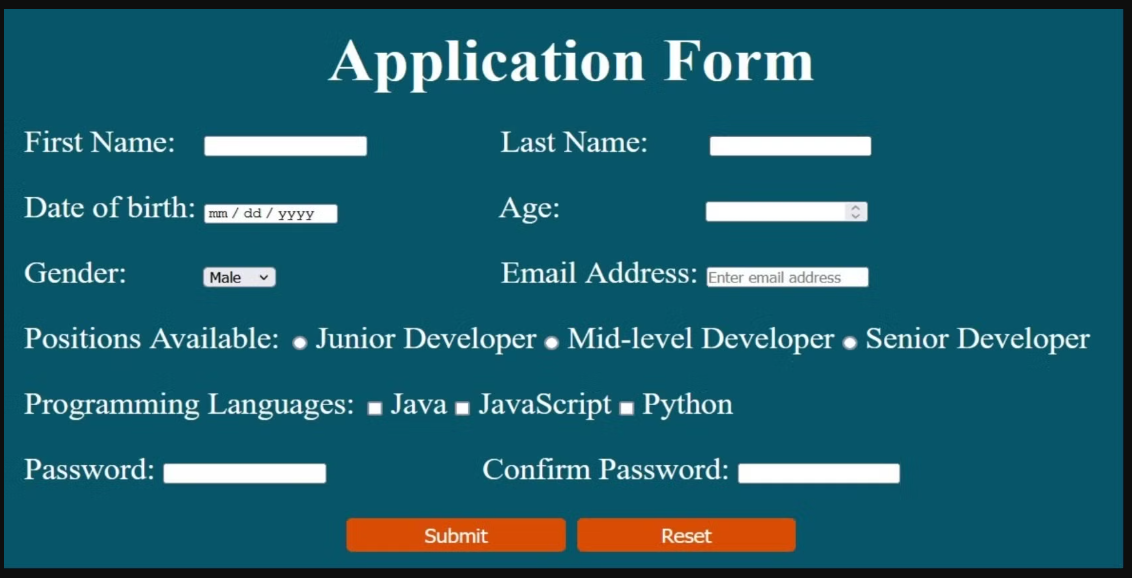 Application Form
First Name: Last Name:
Date of birth: mm / dd / yyyy Age:
Gender: Male Email Address: Enter email address
Positions Available: Junior Developer Mid-level Developer Senior Developer
Programming Languages: Java JavaScript Python
Password: Confirm Password:
Submit Reset